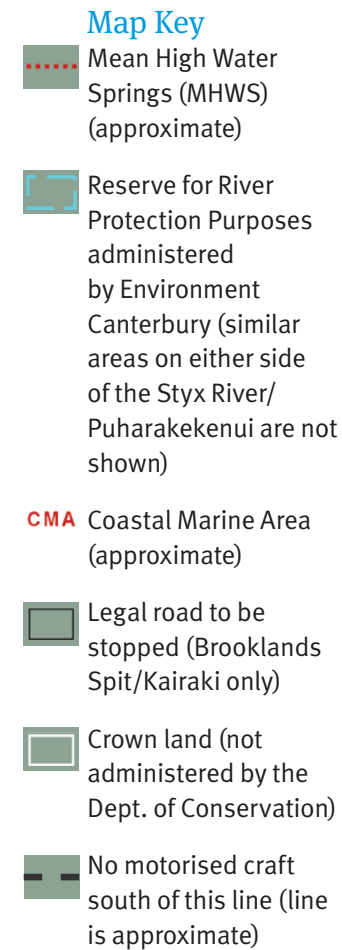 Map Key
Mean High Water
Springs (MHWS)
(approximate)
Reserve for River
Protection Purposes
administered
by Environment
Canterbury (similar
areas on either side
of the Styx River/
Puharakekenui are not
shown)
CMA Coastal Marine Area
(approximate)
Legal road to be
stopped (Brooklands
Spit/Kairaki only)
Crown land (not
administered by the
Dept. of Conservation)
No motorised craft
south of this line (line
is approximate)